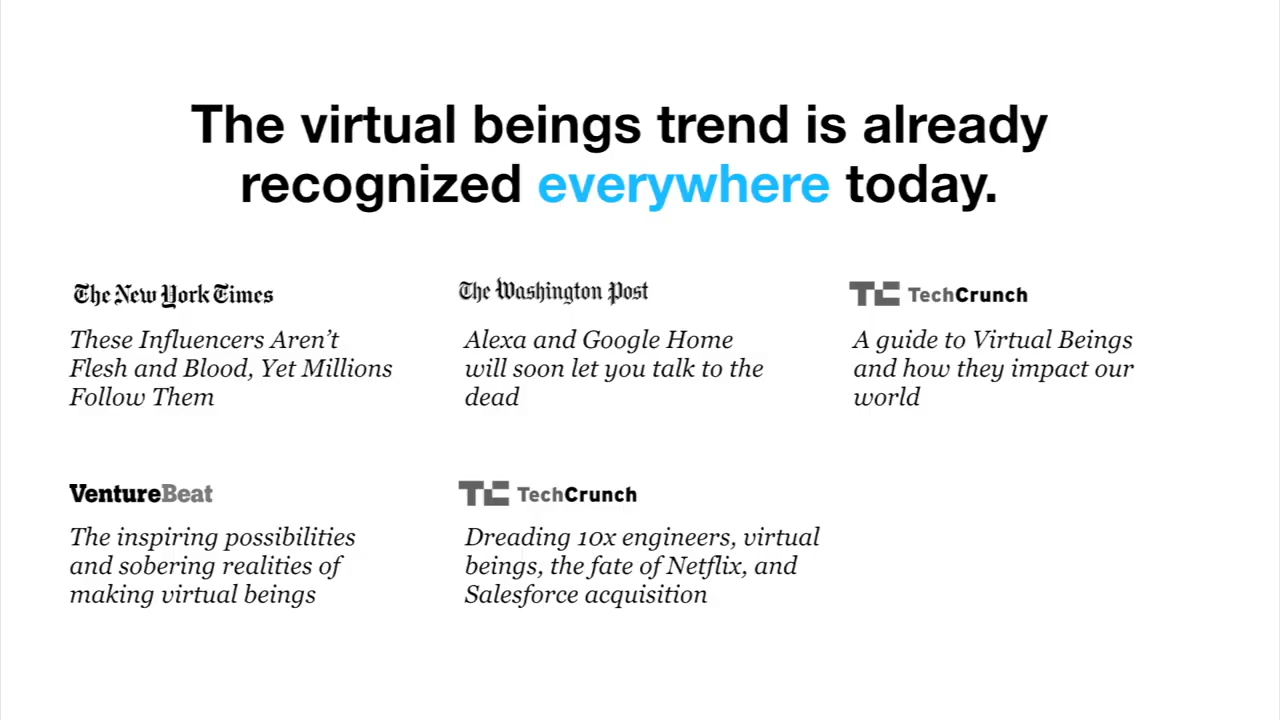 The virtual beings trend is already
recognized everywhere today.
The New York Times
These Influencers Aren't
Flesh and Blood, Yet Millions
Follow Them
The Washington Post
Alexa and Google Home
will soon let you talk to the
dead
TC TechCrunch
A guide to Virtual Beings
and how they impact our
world
VentureBeat
The inspiring possibilities
and sobering realities of
making virtual beings
TC TechCrunch
Dreading 10x engineers, virtual
beings, the fate of Netflix, and
Salesforce acquisition